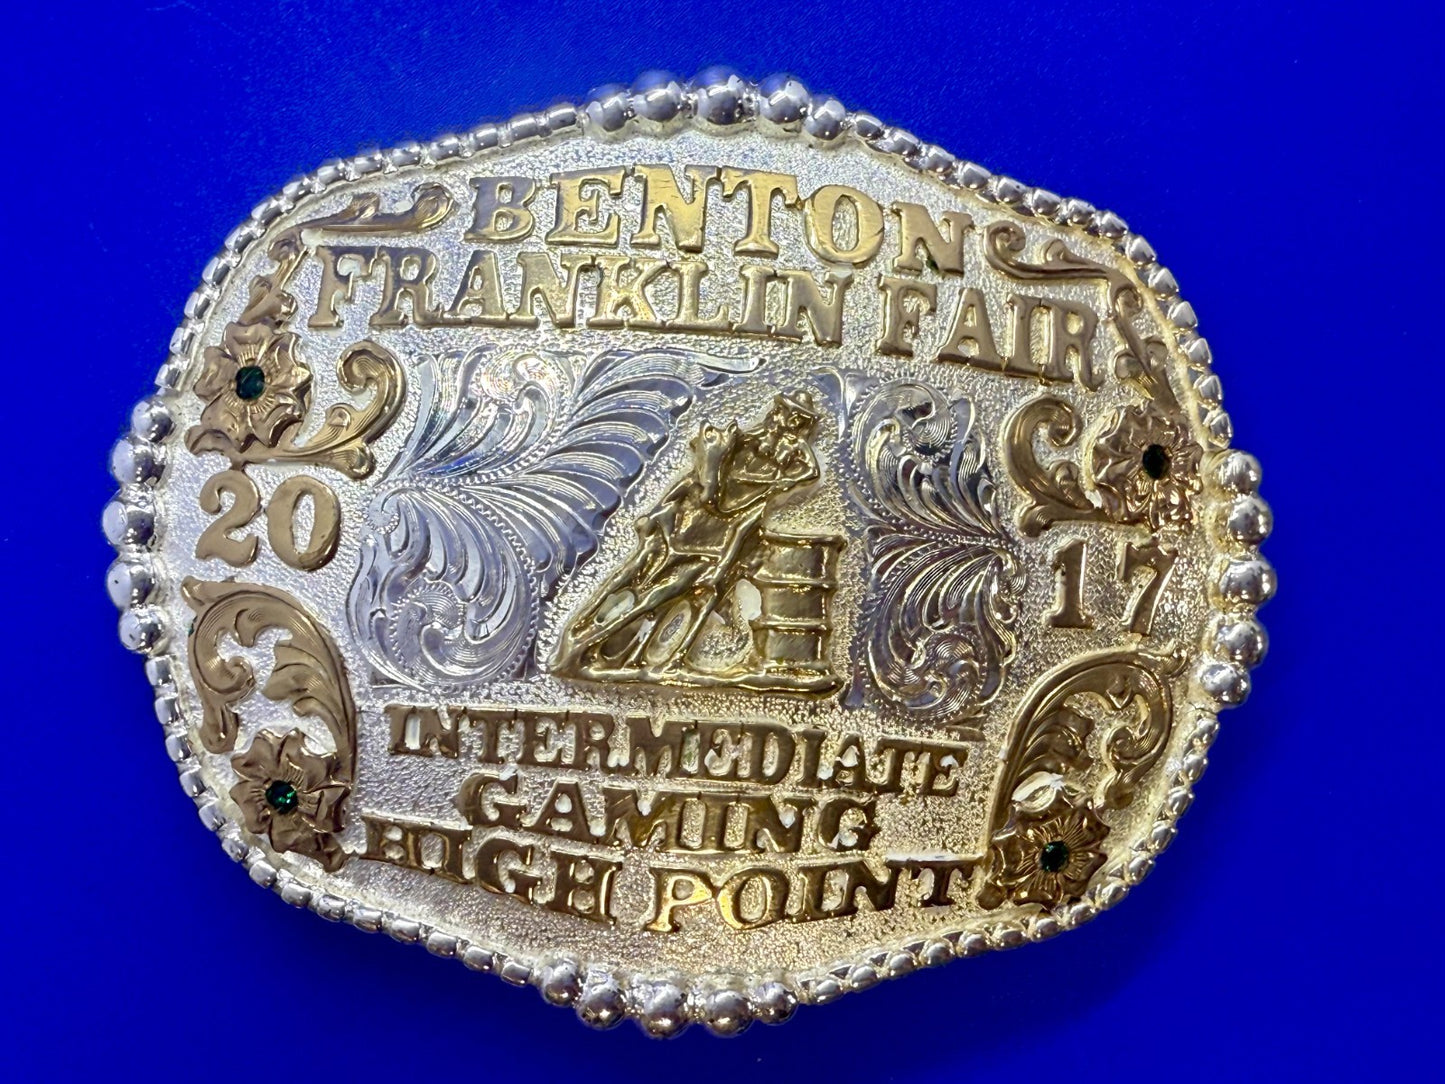 BENTON
FRANKLIN FAIR
20 17
INTERMEDIATE
GAMING
HIGH POINT